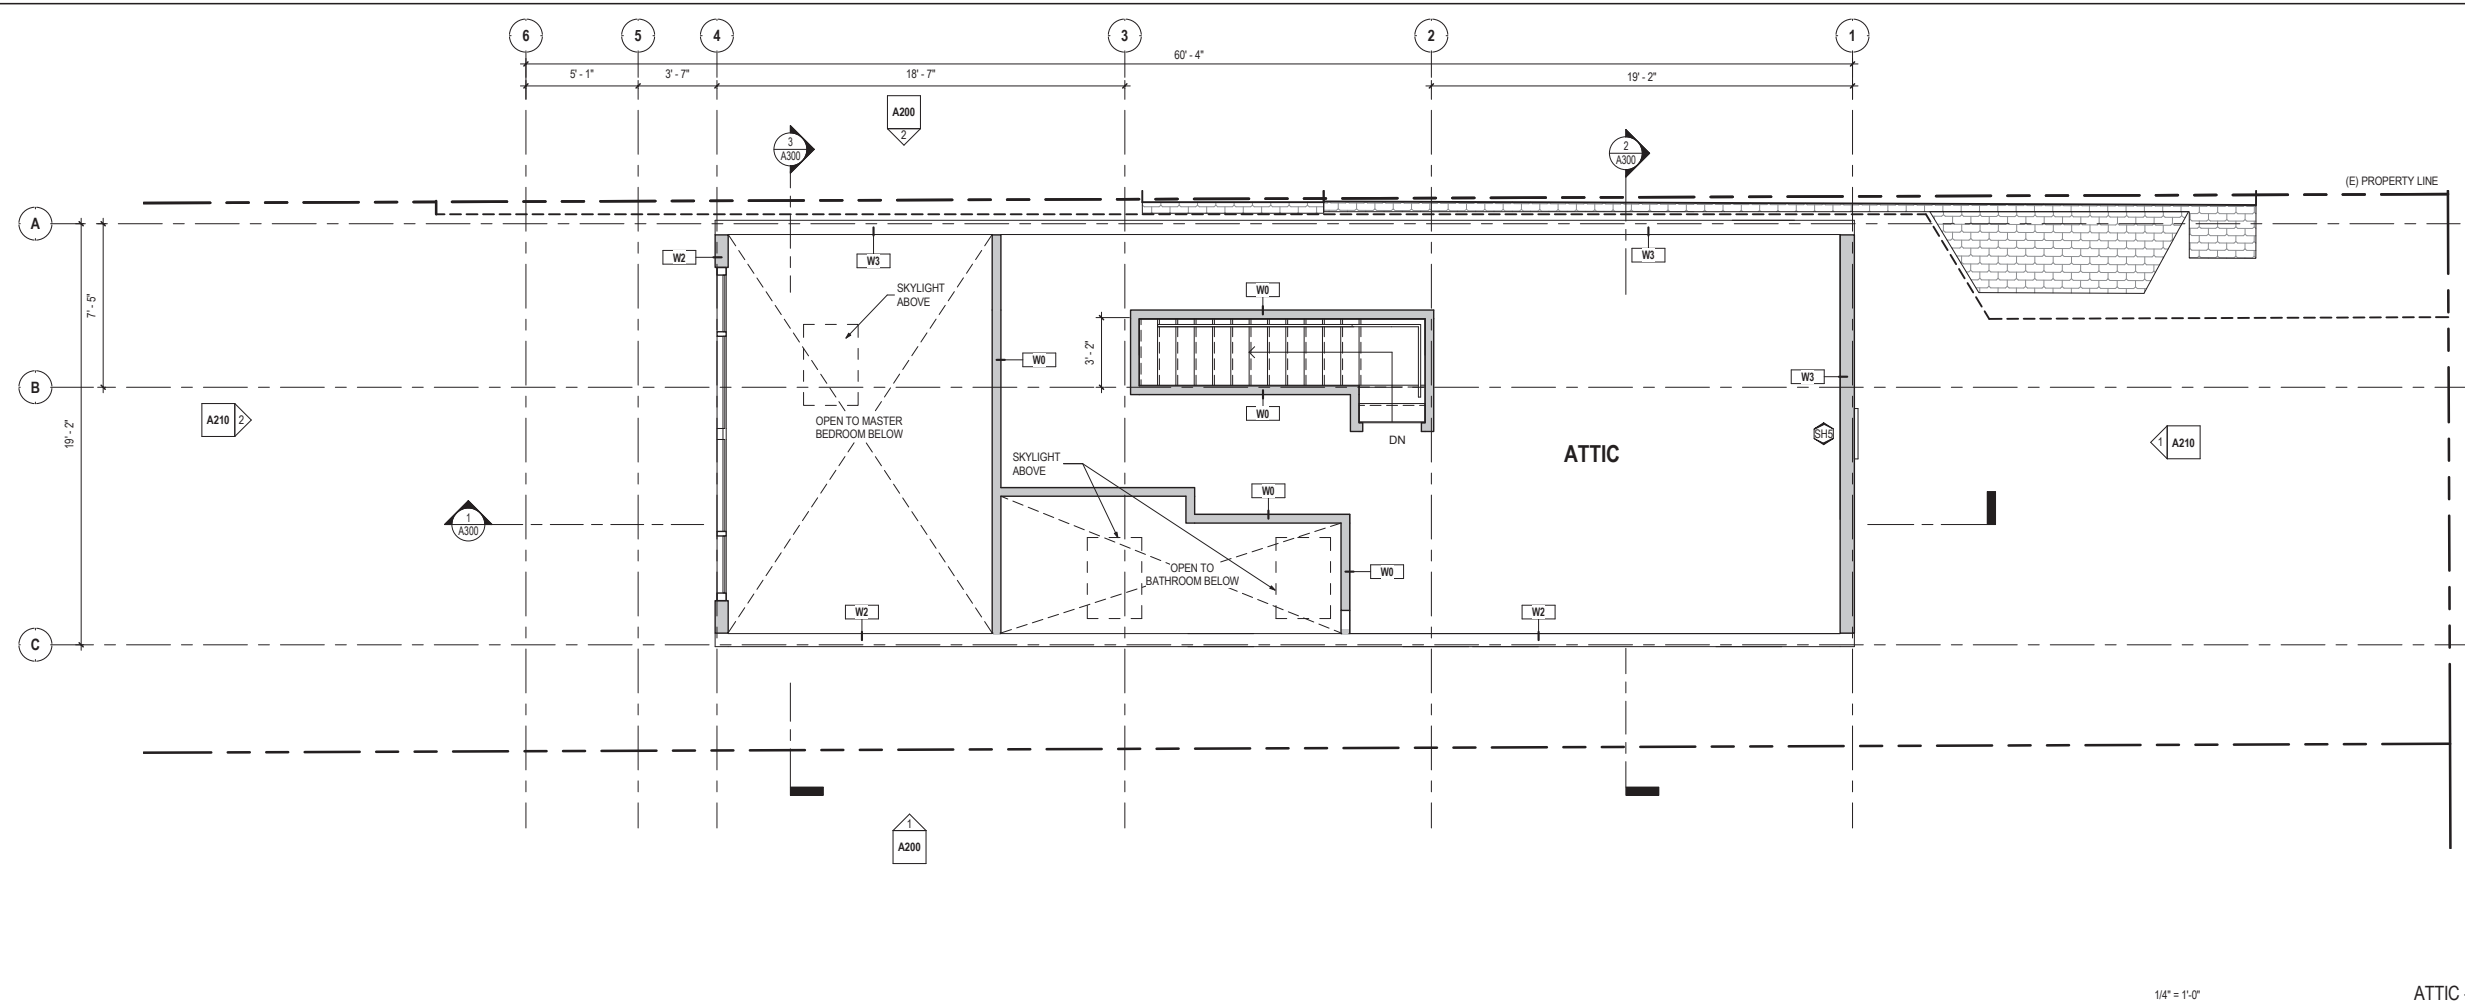 6 5 4 3 2 1
60' - 4"
5' - 1" 3' - 7" 18' - 7" 19' - 2"
A200
2
3
A300
2
A300
(E) PROPERTY LINE
A
W2
W3
W3
SKYLIGHT
ABOVE
W0
7' - 5"
3' - 2"
W0
W3
B
A210 2
W0
OPEN TO MASTER
BEDROOM BELOW
19' - 2"
DN
SH5
1 A210
ATTIC
SKYLIGHT
ABOVE
W0
1
A300
OPEN TO
BATHROOM BELOW
W0
W2
W2
C
1
A200
1/4" = 1'-0"
ATTIC